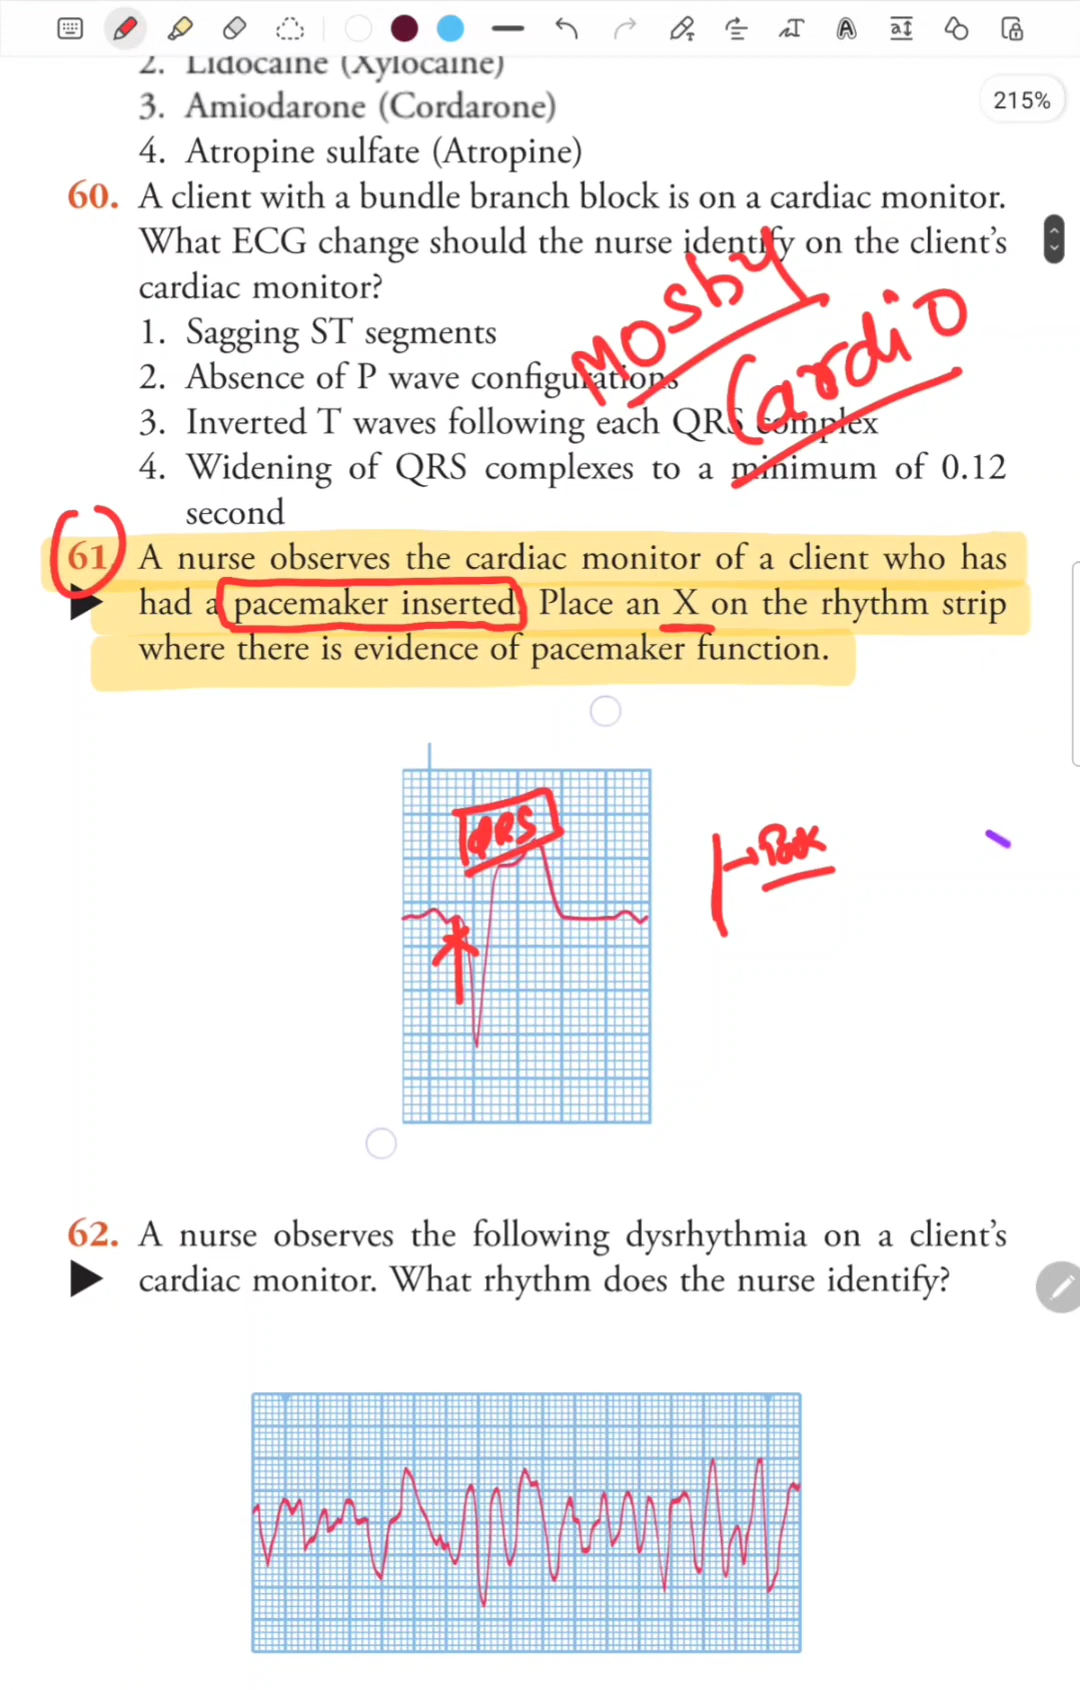 215%
2. Lidocaine (Xylocaine)
3. Amiodarone (Cordarone)
4. Atropine sulfate (Atropine)
60. A client with a bundle branch block is on a cardiac monitor.
What ECG change should the nurse identify on the client's
cardiac monitor?
1. Sagging ST segments
2. Absence of P wave configurations
3. Inverted T waves following each QRS complex
4. Widening of QRS complexes to a minimum of 0.12
second
Mosby
Cardio
61. A nurse observes the cardiac monitor of a client who has
had a pacemaker inserted. Place an X on the rhythm strip
where there is evidence of pacemaker function.
QRS
62. A nurse observes the following dysrhythmia on a client's
cardiac monitor. What rhythm does the nurse identify?